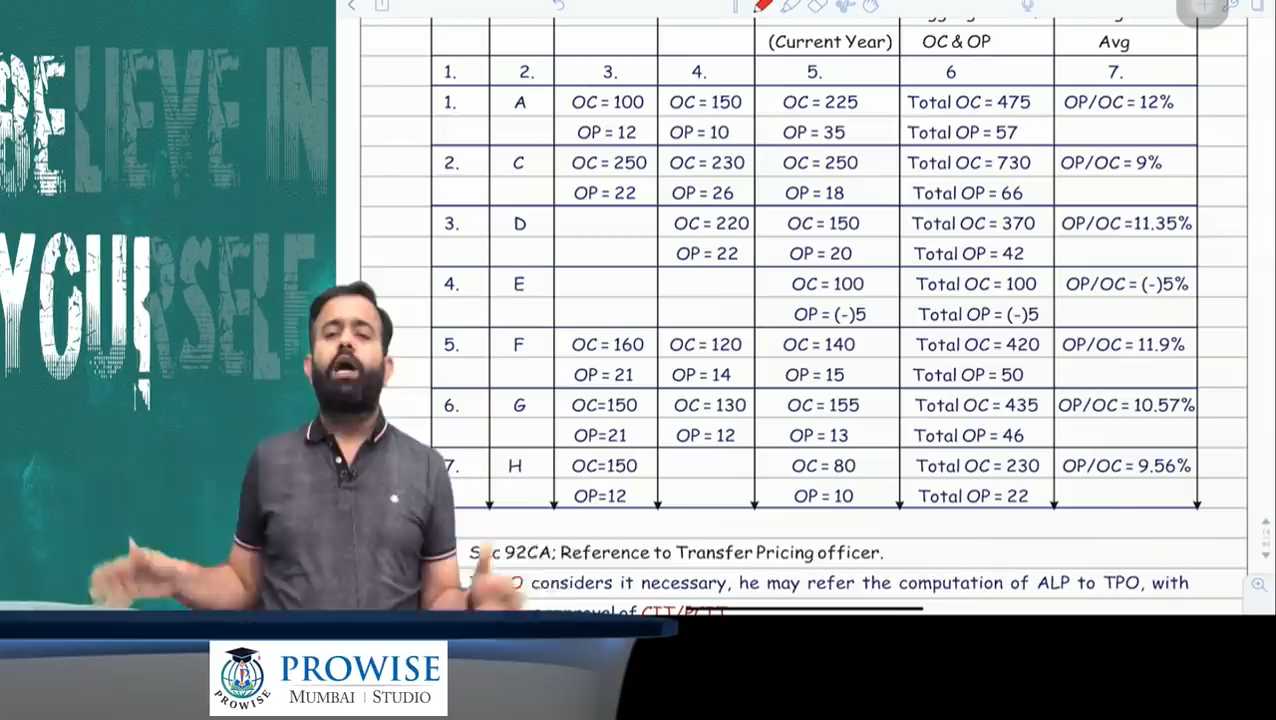 BELIEVE IN
YOURSELF
(Current Year) OC & OP Avg
1. 2. 3. 4. 5. 6 7.
1. A OC = 100 OC = 150 OC = 225 Total OC = 475 OP/OC = 12%
OP = 12 OP = 10 OP = 35 Total OP = 57
2. C OC = 250 OC = 230 OC = 250 Total OC = 730 OP/OC = 9%
OP = 22 OP = 26 OP = 18 Total OP = 66
3. D OC = 220 OC = 150 Total OC = 370 OP/OC =11.35%
OP = 22 OP = 20 Total OP = 42
4. E OC = 100 Total OC = 100 OP/OC = (-)5%
OP = (-)5 Total OP = (-)5
5. F OC = 160 OC = 120 OC = 140 Total OC = 420 OP/OC = 11.9%
OP = 21 OP = 14 OP = 15 Total OP = 50
6. G OC=150 OC = 130 OC = 155 Total OC = 435 OP/OC = 10.57%
OP=21 OP = 12 OP = 13 Total OP = 46
7. H OC=150 OC = 80 Total OC = 230 OP/OC = 9.56%
OP=12 OP = 10 Total OP = 22
92CA; Reference to Transfer Pricing officer.
considers it necessary, he may refer the computation of ALP to TPO, with
approval of CIT/PCIT
PROWISE
PROWISE
MUMBAI | STUDIO